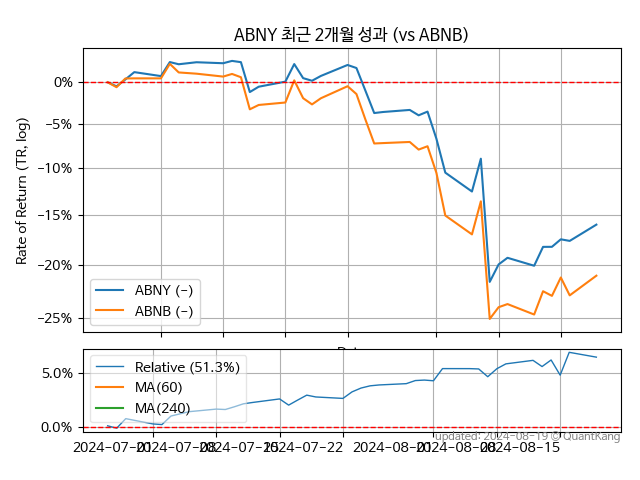 ABNY 최근 2개월 성과 (vs ABNB)
Rate of Return (TR, log)
0%
−5%
−10%
−15%
−20%
−25%
ABNY (−)
ABNB (−)
5.0%
0.0%
Relative (51.3%)
MA(60)
MA(240)
updated: 2024−08−19 © QuantKang
2024−07−01
2024−07−08
2024−07−15
2024−07−22
2024−08−01
2024−08−08
2024−08−15